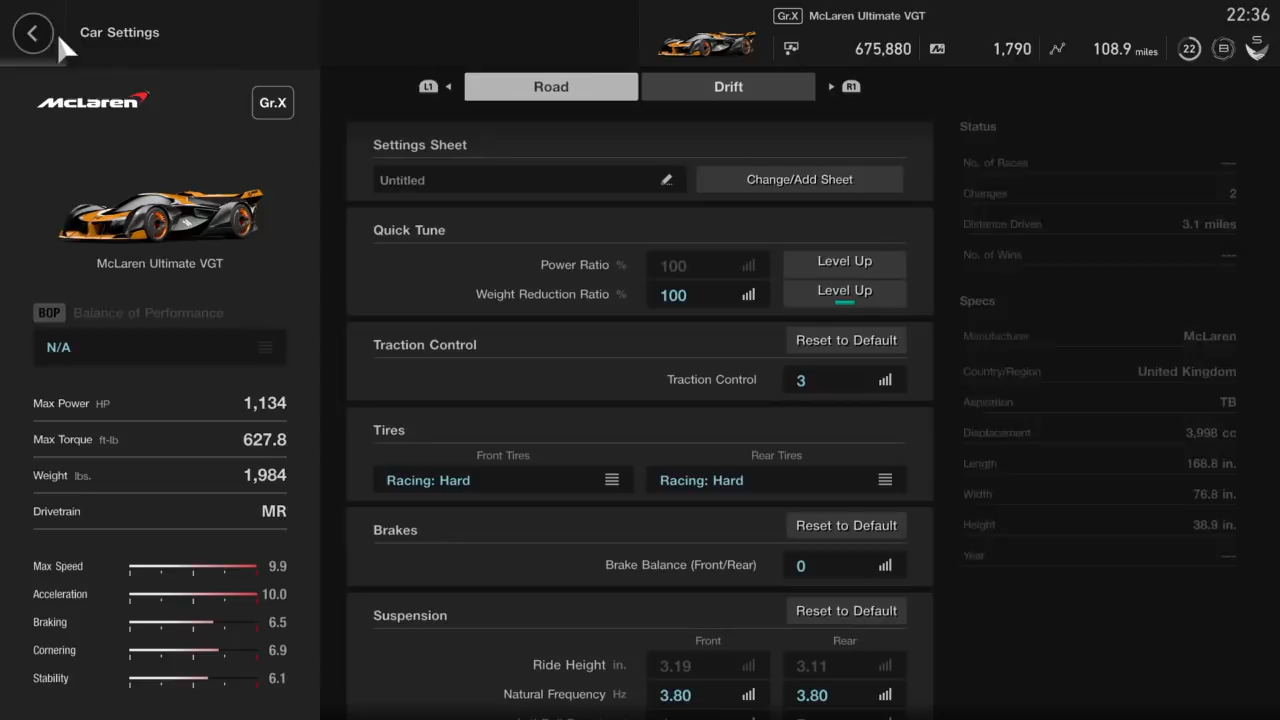 Car Settings
Gr.X McLaren Ultimate VGT
22:36
675,880
1,790
108.9 miles
22
B
S
McLaren
Gr.X
McLaren Ultimate VGT
BOP Balance of Performance
N/A
Max Power HP 1,134
Max Torque ft-lb 627.8
Weight lbs. 1,984
Drivetrain MR
Max Speed 9.9
Acceleration 10.0
Braking 6.5
Cornering 6.9
Stability 6.1
L1 Road Drift R1
Settings Sheet
Untitled Change/Add Sheet
Quick Tune
Power Ratio % 100 Level Up
Weight Reduction Ratio % 100 Level Up
Traction Control Reset to Default
Traction Control 3
Tires
Front Tires Rear Tires
Racing: Hard Racing: Hard
Brakes Reset to Default
Brake Balance (Front/Rear) 0
Suspension Reset to Default
Front Rear
Ride Height in. 3.19 3.11
Natural Frequency Hz 3.80 3.80
Status
No. of Races ---
Changes 2
Distance Driven 3.1 miles
No. of Wins ---
Specs
Manufacturer McLaren
Country/Region United Kingdom
Aspiration TB
Displacement 3,998 cc
Length 168.8 in.
Width 76.8 in.
Height 38.9 in.
Year ---